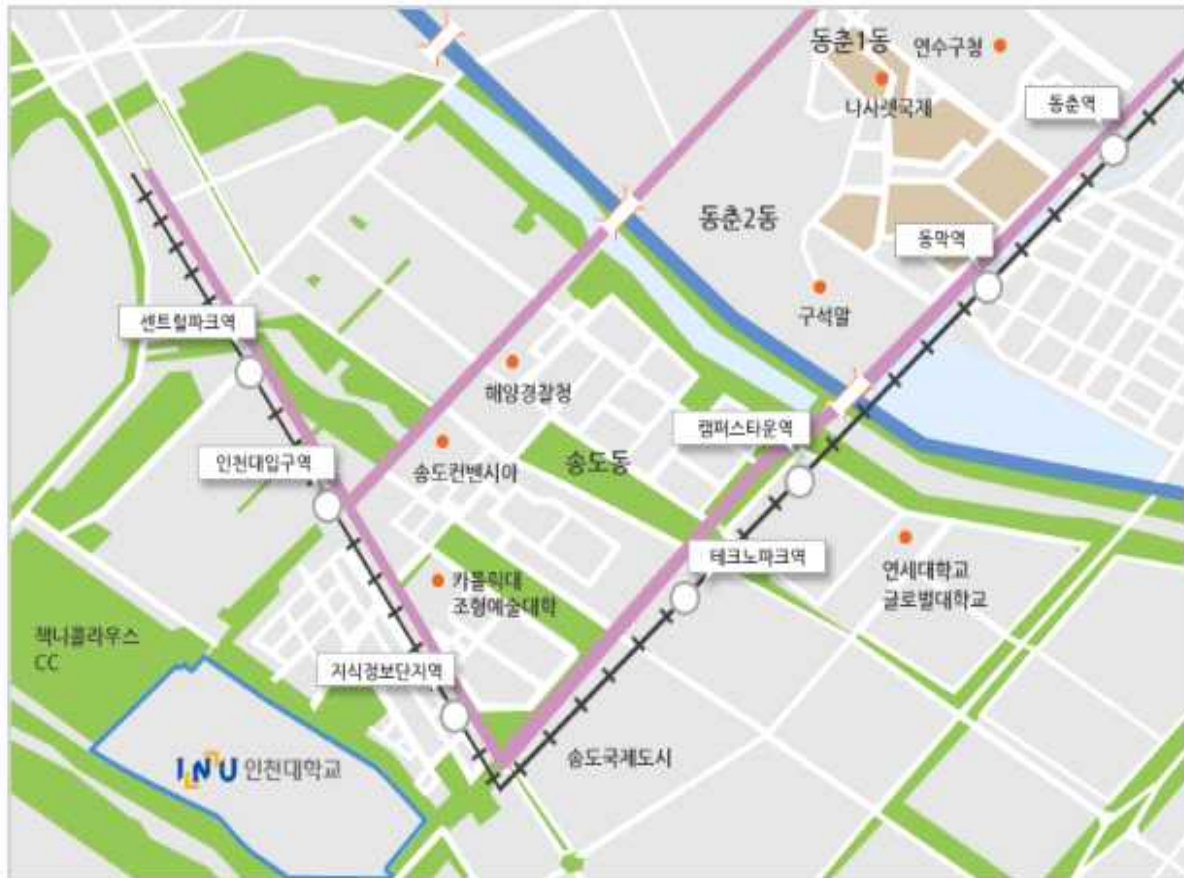 동춘1동
연수구청
나사렛국제
동춘역
동춘2동
동막역
구석말
센트럴파크역
해양경찰청
캠퍼스타운역
인천대입구역
송도컨벤시아
송도동
테크노파크역
연세대학교
글로벌대학교
카톨릭대
조형예술대학
잭니콜라우스
CC
지식정보단지역
송도국제도시
INU 인천대학교